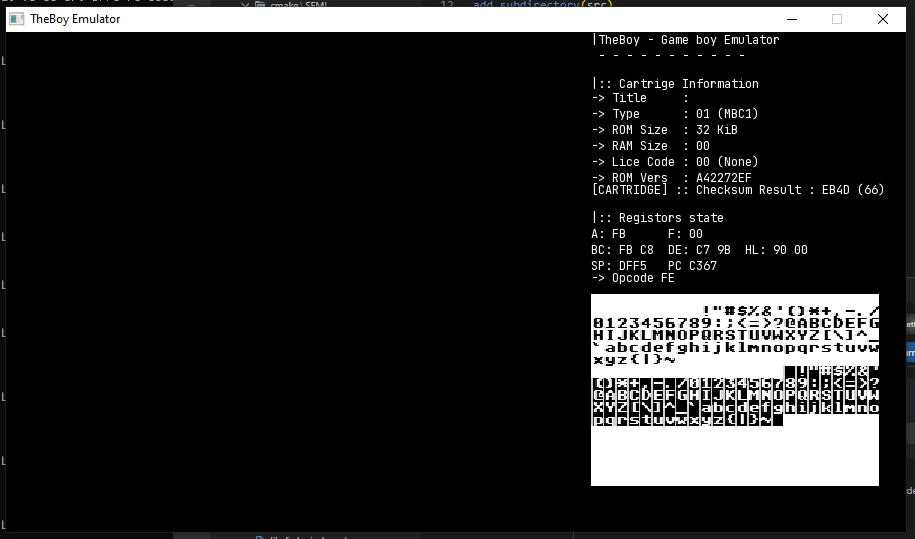 cmake\SFML
12
add_subdirectory(src)
TheBoy Emulator
|TheBoy - Game boy Emulator
- - - - - - - - - - -
|:: Cartrige Information
-> Title :
-> Type : 01 (MBC1)
-> ROM Size : 32 KiB
-> RAM Size : 00
-> Lice Code : 00 (None)
-> ROM Vers : A42272EF
[CARTRIDGE] :: Checksum Result : EB4D (66)
|:: Registors state
A: FB F: 00
BC: FB C8 DE: C7 9B HL: 90 00
SP: DFF5 PC C367
-> Opcode FE
!"#$%&'()*+,-./
0123456789:;<=>?@ABCDEFG
HIJKLMNOPQRSTUVWXYZ[\]^_
`abcdefghijklmnopqrstuvw
xyz{|}~
!"#$%&'
()*+,-./0123456789:;<=>?
@ABCDEFGHIJKLMNOPQRSTUVW
XYZ[\]^_`abcdefghijklmno
pqrstuvwxyz{|}~